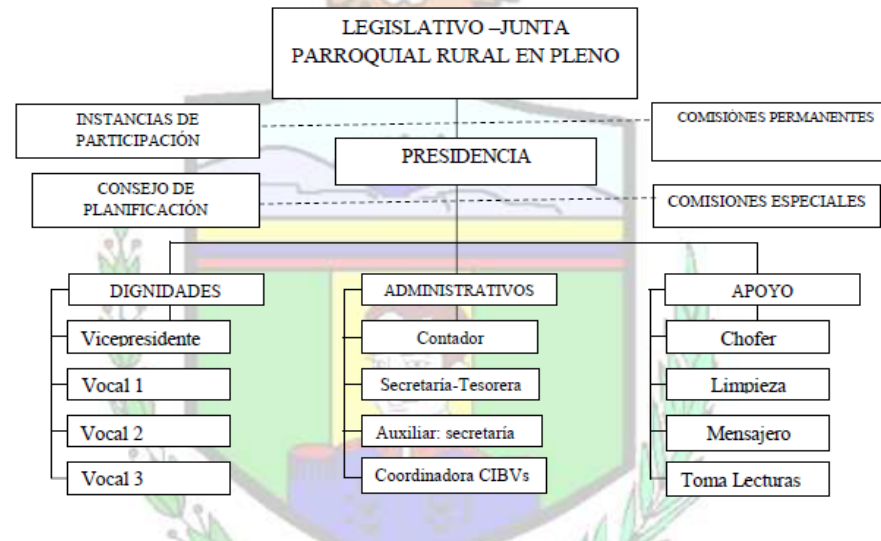 LEGISLATIVO –JUNTA
PARROQUIAL RURAL EN PLENO
INSTANCIAS DE
PARTICIPACIÓN
COMISIÓNES PERMANENTES
PRESIDENCIA
CONSEJO DE
PLANIFICACIÓN
COMISIONES ESPECIALES
DIGNIDADES
Vicepresidente
Vocal 1
Vocal 2
Vocal 3
ADMINISTRATIVOS
Contador
Secretaría-Tesorera
Auxiliar: secretaría
Coordinadora CIBVs
APOYO
Chofer
Limpieza
Mensajero
Toma Lecturas